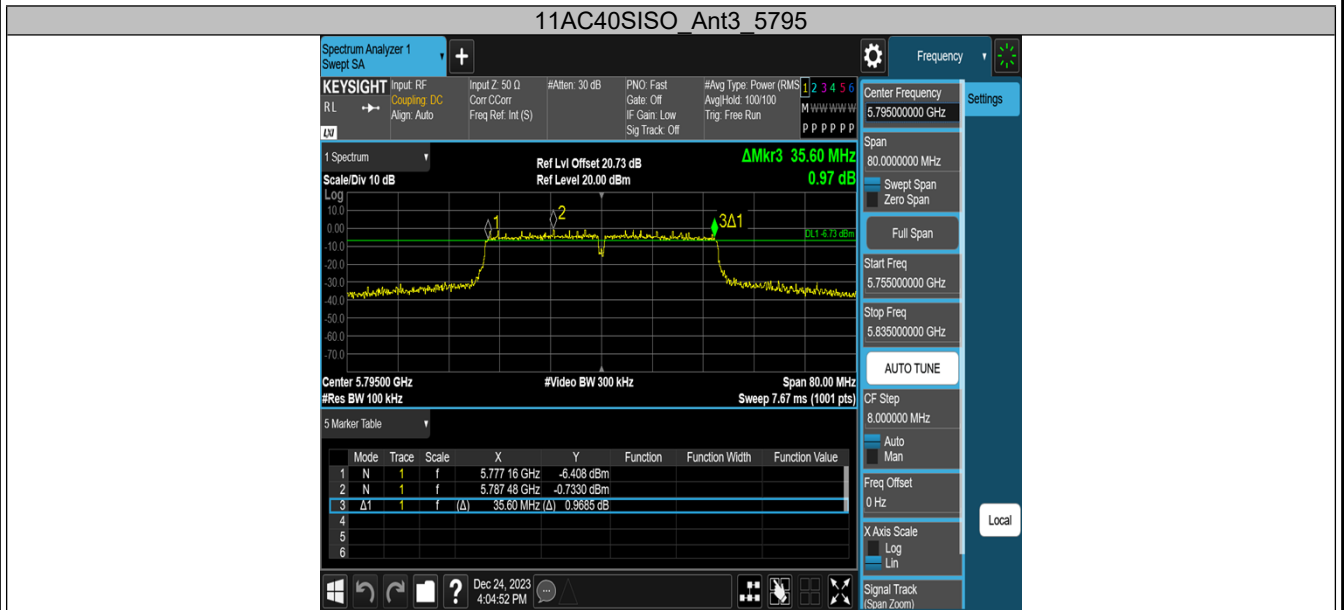 11AC40SISO_Ant3_5795
Spectrum Analyzer 1
Swept SA
+
Frequency
KEYSIGHT
RL
LXI
Input: RF
Coupling: DC
Align: Auto
Input Z: 50 Ω
Corr CCorr
Freq Ref: Int (S)
#Atten: 30 dB
PNO: Fast
Gate: Off
IF Gain: Low
Sig Track: Off
#Avg Type: Power (RMS
Avg|Hold: 100/100
Trig: Free Run
1 2 3 4 5 6
M W W W W W
P P P P P P
1 Spectrum
Scale/Div 10 dB
Ref Lvl Offset 20.73 dB
Ref Level 20.00 dBm
ΔMkr3 35.60 MHz
0.97 dB
Log
10.0
0.00
-10.0
-20.0
-30.0
-40.0
-50.0
-60.0
-70.0
1
2
3Δ1
DL1 -6.73 dBm
Center 5.79500 GHz
#Video BW 300 kHz
Span 80.00 MHz
#Res BW 100 kHz
Sweep 7.67 ms (1001 pts)
5 Marker Table
Mode Trace Scale X Y Function Function Width Function Value
1 N 1 f 5.777 16 GHz -6.408 dBm
2 N 1 f 5.787 48 GHz -0.7330 dBm
3 Δ1 1 f (Δ) 35.60 MHz (Δ) 0.9685 dB
4
5
6
?
Dec 24, 2023
4:04:52 PM
Center Frequency
5.795000000 GHz
Settings
Span
80.0000000 MHz
Swept Span
Zero Span
Full Span
Start Freq
5.755000000 GHz
Stop Freq
5.835000000 GHz
AUTO TUNE
CF Step
8.000000 MHz
Auto
Man
Freq Offset
0 Hz
Local
X Axis Scale
Log
Lin
Signal Track
(Span Zoom)